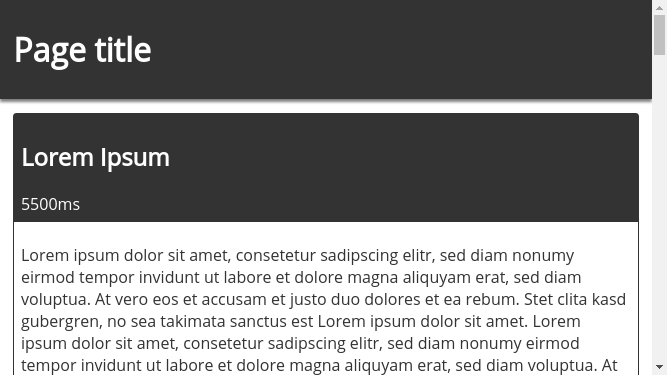 Page title
Lorem Ipsum
5500ms
Lorem ipsum dolor sit amet, consetetur sadipscing elitr, sed diam nonumy
eirmod tempor invidunt ut labore et dolore magna aliquyam erat, sed diam
voluptua. At vero eos et accusam et justo duo dolores et ea rebum. Stet clita kasd
gubergren, no sea takimata sanctus est Lorem ipsum dolor sit amet. Lorem
ipsum dolor sit amet, consetetur sadipscing elitr, sed diam nonumy eirmod
tempor invidunt ut labore et dolore magna aliquyam erat, sed diam voluptua. At